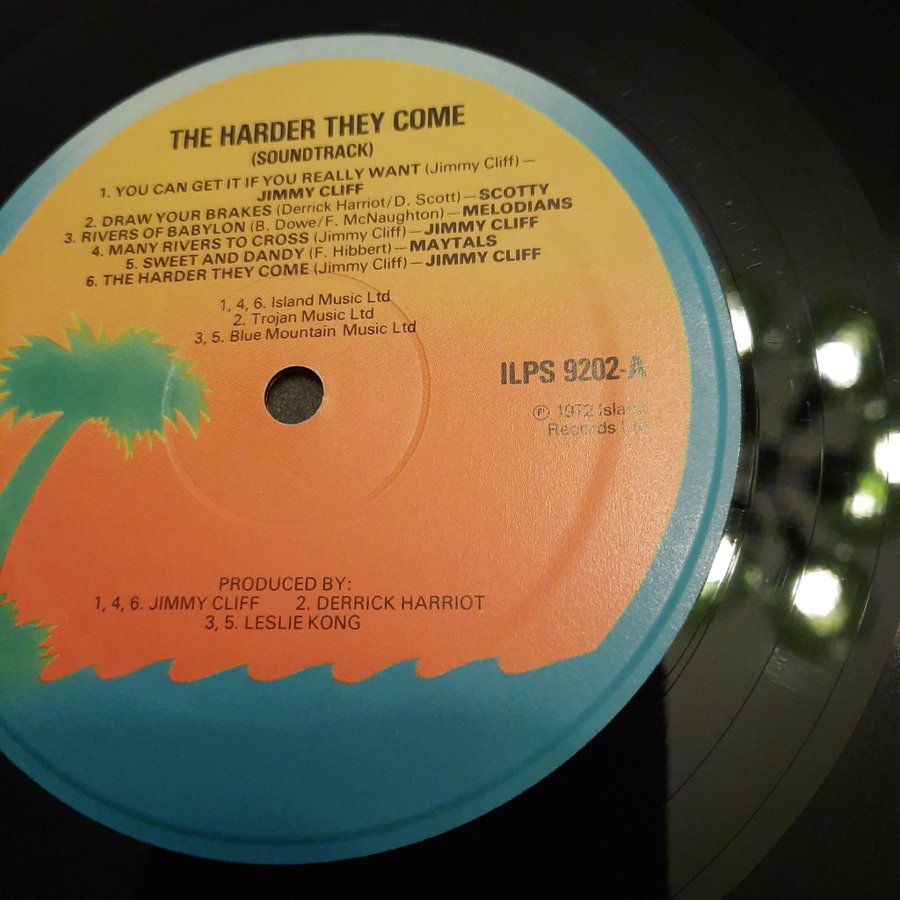 THE HARDER THEY COME
(SOUNDTRACK)
1. YOU CAN GET IT IF YOU REALLY WANT (Jimmy Cliff)—
JIMMY CLIFF
2. DRAW YOUR BRAKES (Derrick Harriot/D. Scott)—SCOTTY
3. RIVERS OF BABYLON (B. Dowe/F. McNaughton)—MELODIANS
4. MANY RIVERS TO CROSS (Jimmy Cliff)—JIMMY CLIFF
5. SWEET AND DANDY (F. Hibbert)—MAYTALS
6. THE HARDER THEY COME (Jimmy Cliff)—JIMMY CLIFF
1, 4, 6. Island Music Ltd
2. Trojan Music Ltd
3, 5. Blue Mountain Music Ltd
ILPS 9202-A
℗ 1972 Island
Records Ltd
PRODUCED BY:
1, 4, 6. JIMMY CLIFF 2. DERRICK HARRIOT
3, 5. LESLIE KONG